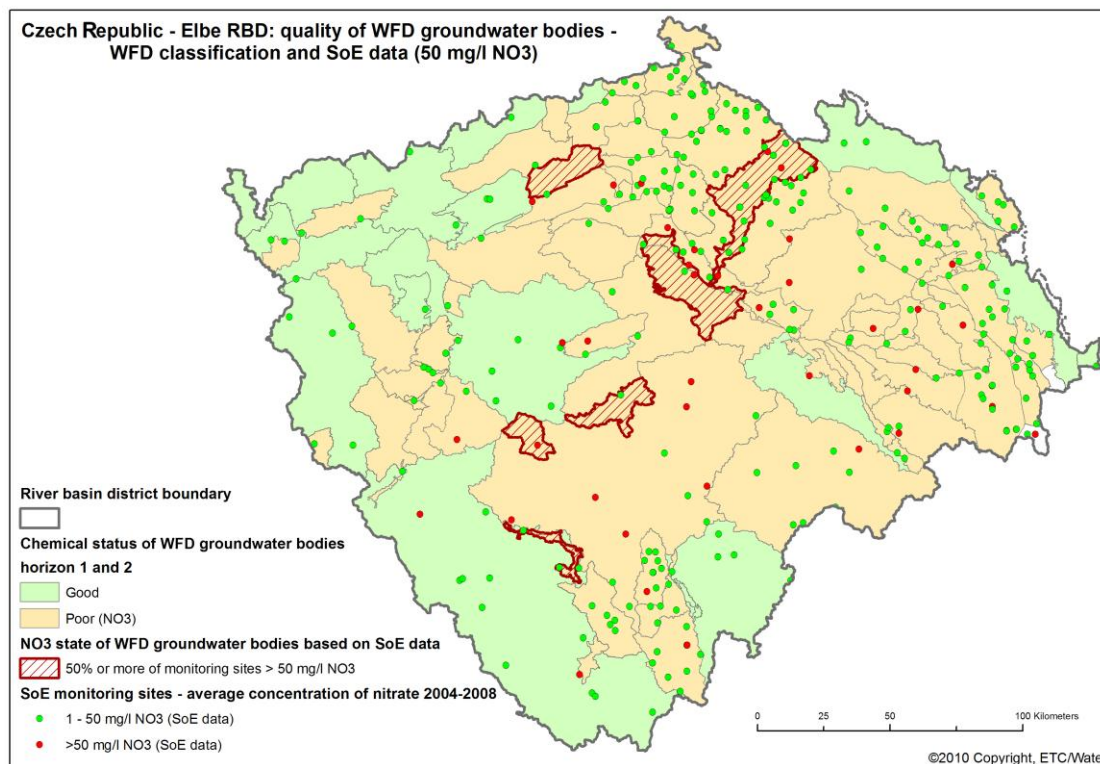 Czech Republic - Elbe RBD: quality of WFD groundwater bodies -
WFD classification and SoE data (50 mg/l NO3)
River basin district boundary
Chemical status of WFD groundwater bodies
horizon 1 and 2
Good
Poor (NO3)
NO3 state of WFD groundwater bodies based on SoE data
50% or more of monitoring sites > 50 mg/l NO3
SoE monitoring sites - average concentration of nitrate 2004-2008
1 - 50 mg/l NO3 (SoE data)
>50 mg/l NO3 (SoE data)
0 25 50 100 Kilometers
©2010 Copyright, ETC/Water